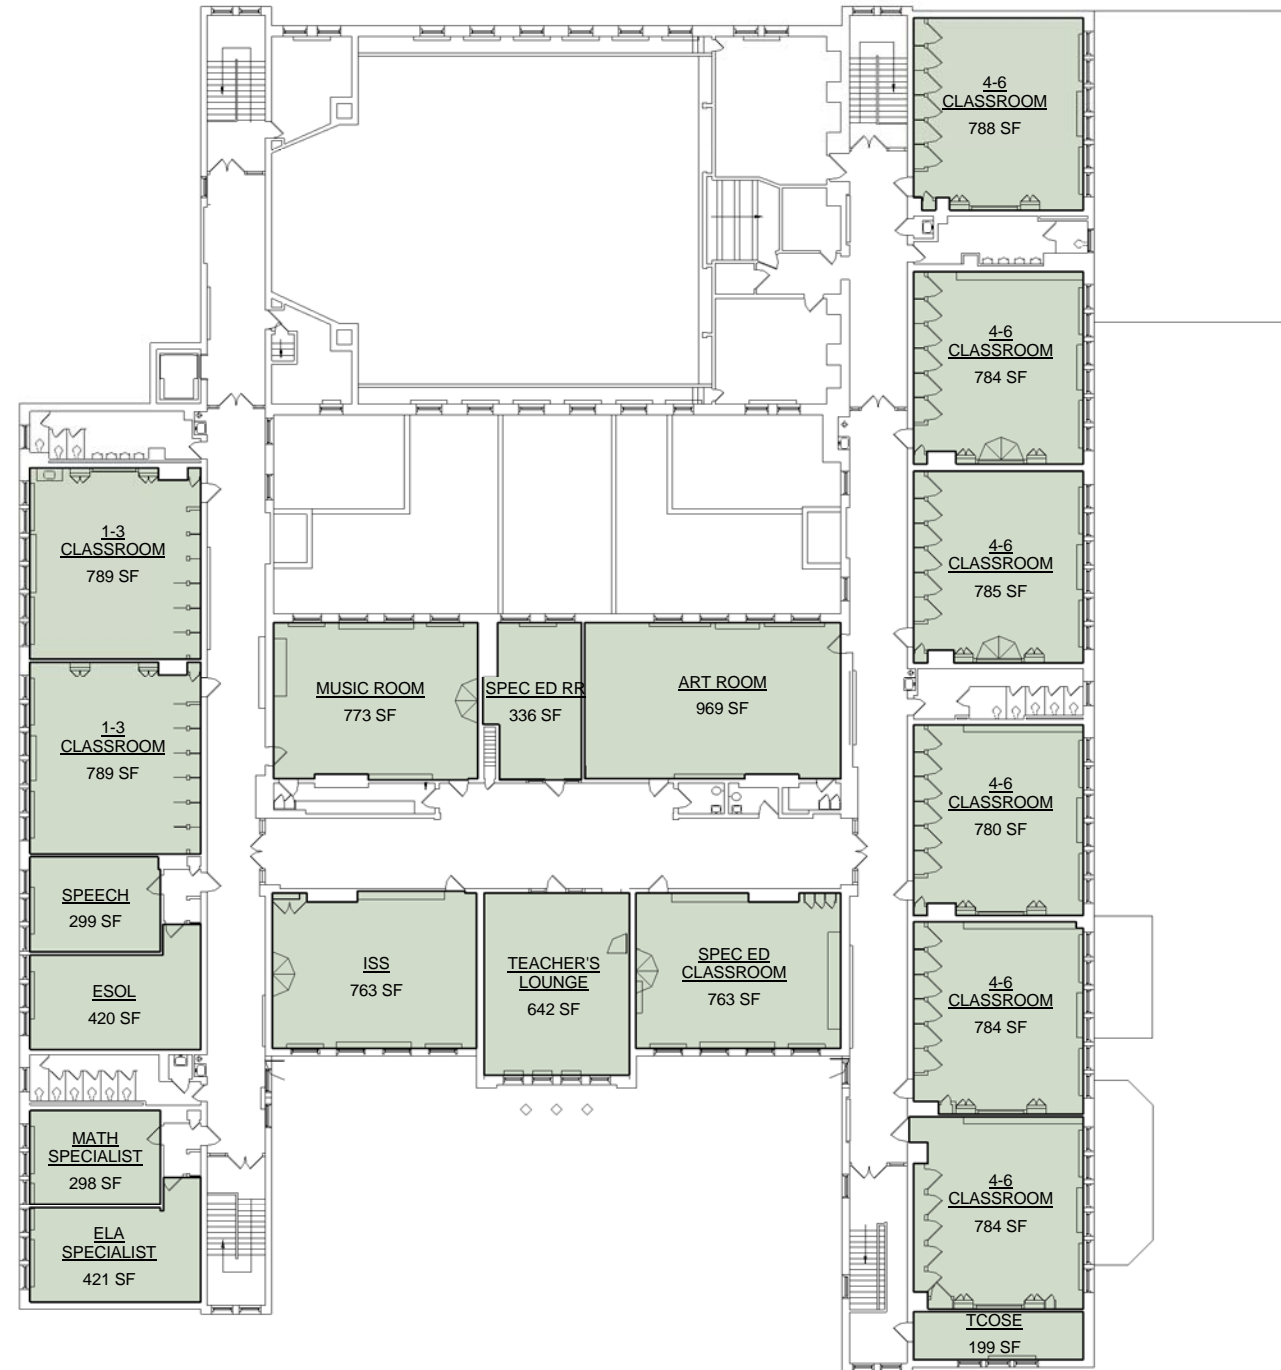 4-6
CLASSROOM
788 SF
4-6
CLASSROOM
784 SF
1-3
CLASSROOM
789 SF
4-6
CLASSROOM
785 SF
MUSIC ROOM
773 SF
SPEC ED RR
336 SF
ART ROOM
969 SF
1-3
CLASSROOM
789 SF
4-6
CLASSROOM
780 SF
SPEECH
299 SF
ESOL
420 SF
ISS
763 SF
TEACHER'S
LOUNGE
642 SF
SPEC ED
CLASSROOM
763 SF
4-6
CLASSROOM
784 SF
MATH
SPECIALIST
298 SF
ELA
SPECIALIST
421 SF
4-6
CLASSROOM
784 SF
TCOSE
199 SF